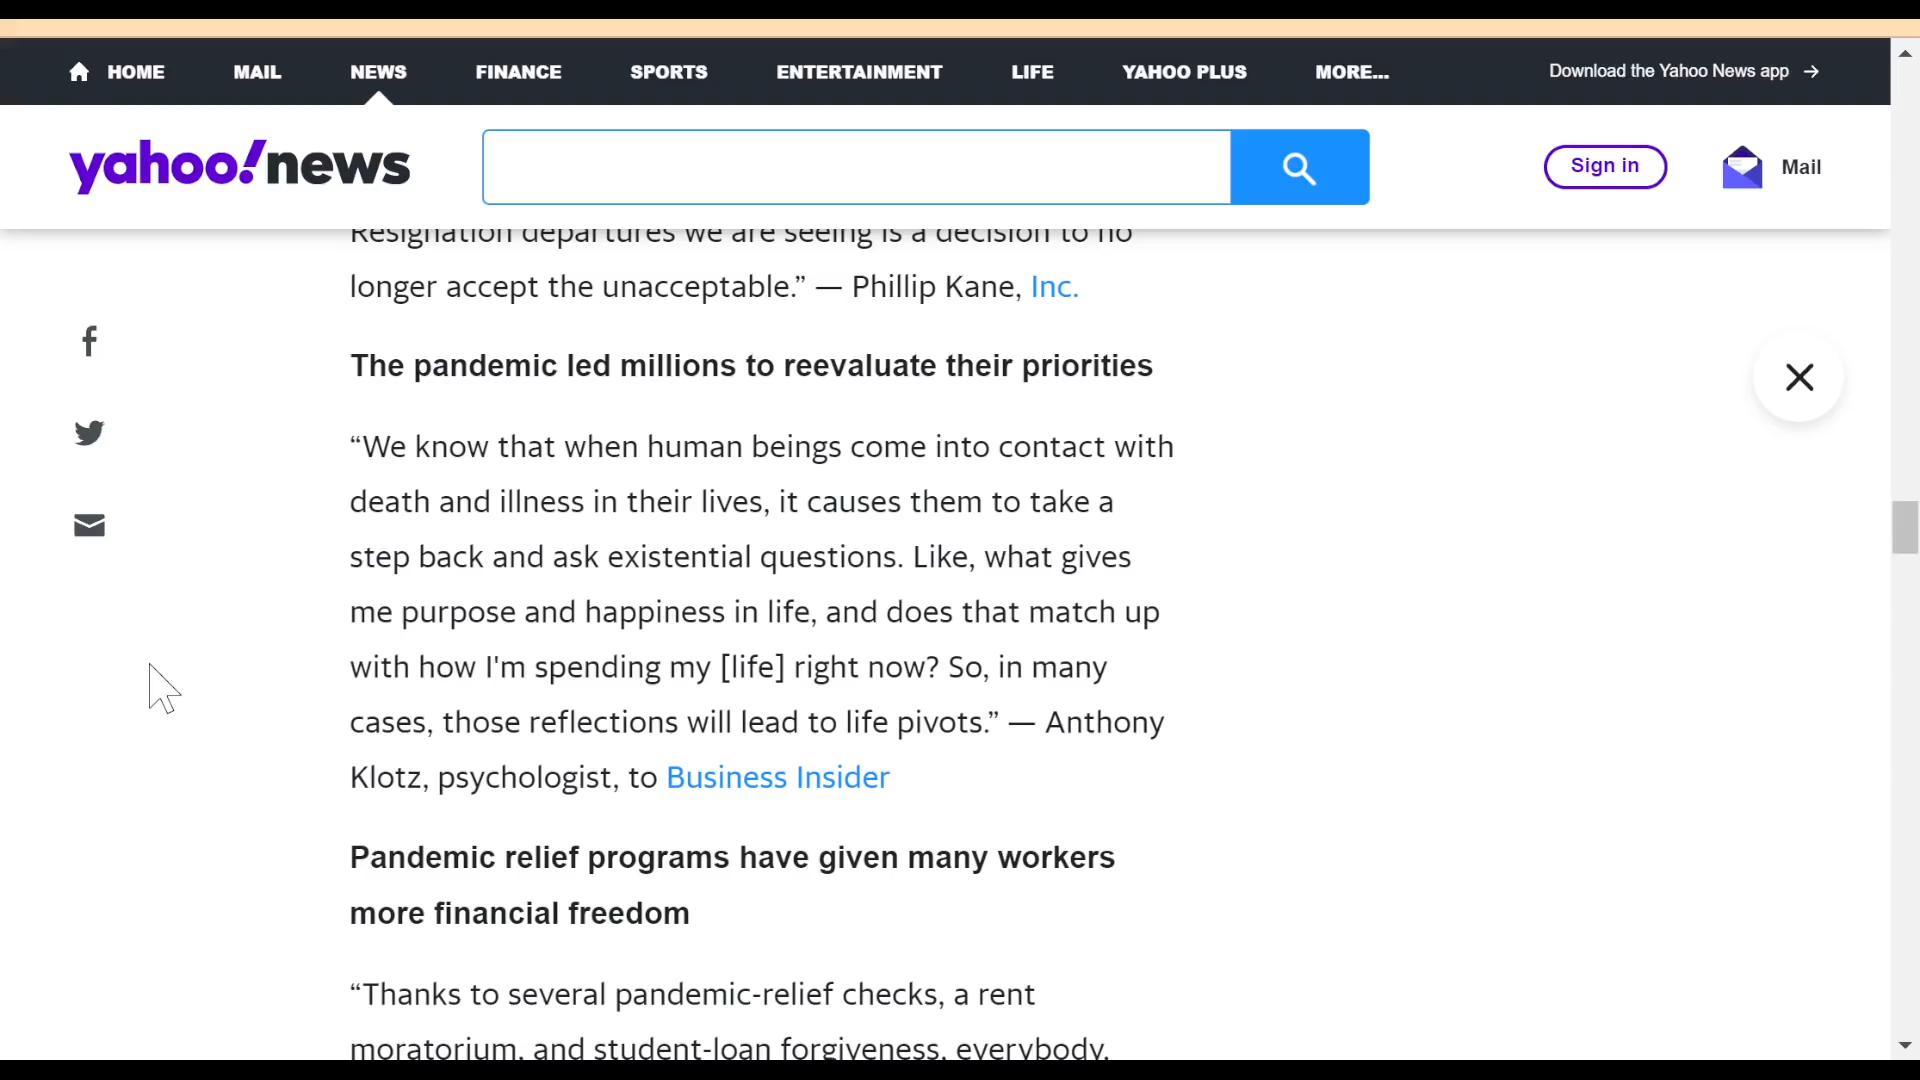 HOME MAIL NEWS FINANCE SPORTS ENTERTAINMENT LIFE YAHOO PLUS MORE... Download the Yahoo News app →
yahoo!news Sign in Mail
Resignation departures we are seeing is a decision to no
longer accept the unacceptable.” — Phillip Kane, Inc.
The pandemic led millions to reevaluate their priorities
“We know that when human beings come into contact with
death and illness in their lives, it causes them to take a
step back and ask existential questions. Like, what gives
me purpose and happiness in life, and does that match up
with how I'm spending my [life] right now? So, in many
cases, those reflections will lead to life pivots.” — Anthony
Klotz, psychologist, to Business Insider
Pandemic relief programs have given many workers
more financial freedom
“Thanks to several pandemic-relief checks, a rent
moratorium, and student-loan forgiveness, everybody,